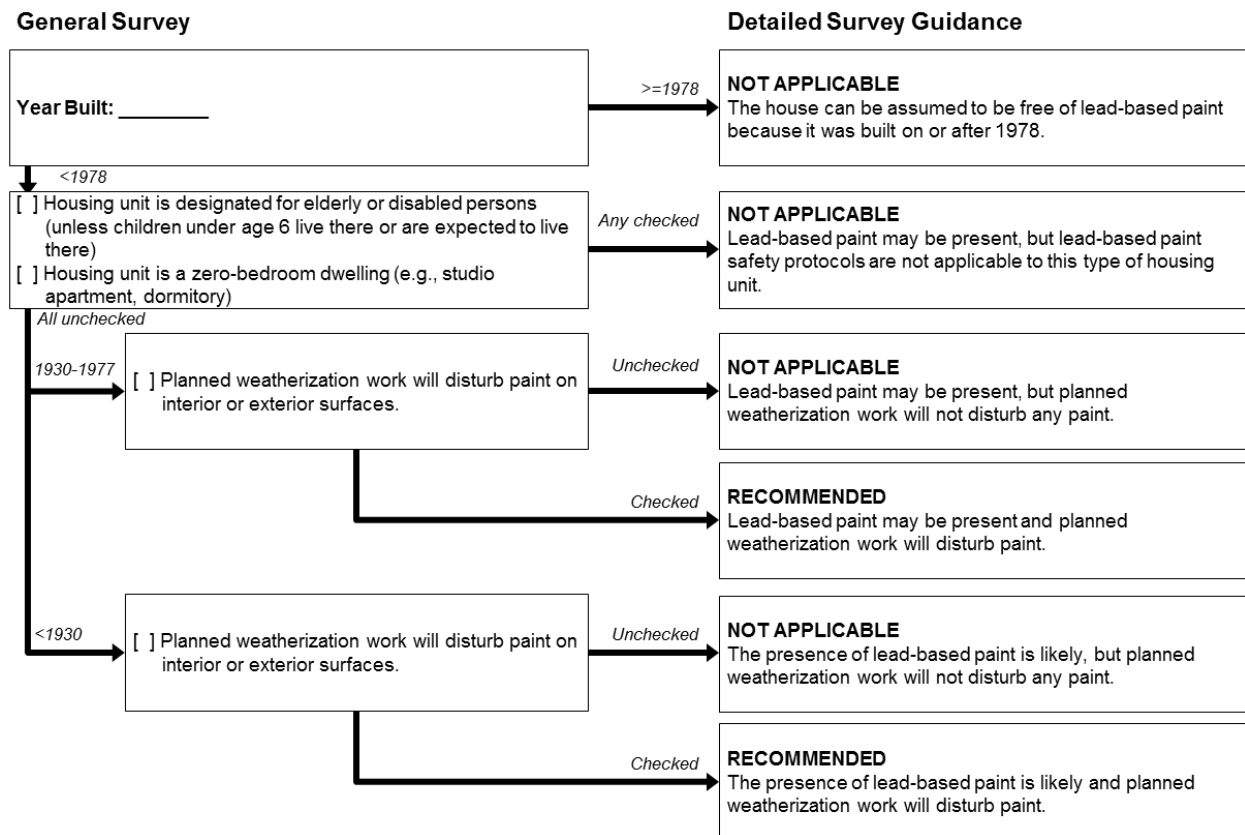 General Survey
Detailed Survey Guidance
Year Built: ________
>=1978
NOT APPLICABLE
The house can be assumed to be free of lead-based paint
because it was built on or after 1978.
<1978
[ ] Housing unit is designated for elderly or disabled persons
(unless children under age 6 live there or are expected to live
there)
[ ] Housing unit is a zero-bedroom dwelling (e.g., studio
apartment, dormitory)
Any checked
NOT APPLICABLE
Lead-based paint may be present, but lead-based paint
safety protocols are not applicable to this type of housing
unit.
All unchecked
1930-1977
[ ] Planned weatherization work will disturb paint on
interior or exterior surfaces.
Unchecked
NOT APPLICABLE
Lead-based paint may be present, but planned
weatherization work will not disturb any paint.
Checked
RECOMMENDED
Lead-based paint may be present and planned
weatherization work will disturb paint.
<1930
[ ] Planned weatherization work will disturb paint on
interior or exterior surfaces.
Unchecked
NOT APPLICABLE
The presence of lead-based paint is likely, but planned
weatherization work will not disturb any paint.
Checked
RECOMMENDED
The presence of lead-based paint is likely and planned
weatherization work will disturb paint.